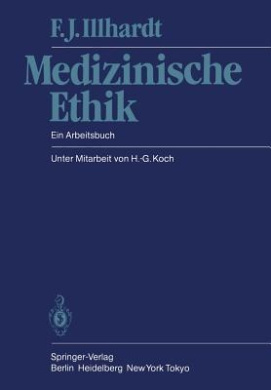 F. J. Illhardt
Medizinische
Ethik
Ein Arbeitsbuch
Unter Mitarbeit von H.-G. Koch
Springer-Verlag
Berlin Heidelberg New York Tokyo